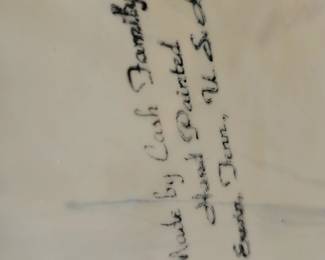 Made by Cash Family
Hand Painted
Erwin, Tenn, U. S. A